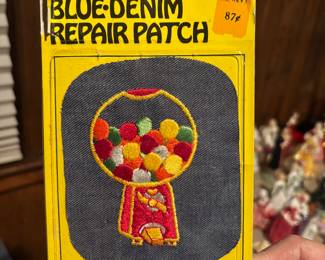 BLUE-DENIM
REPAIR PATCH
87¢